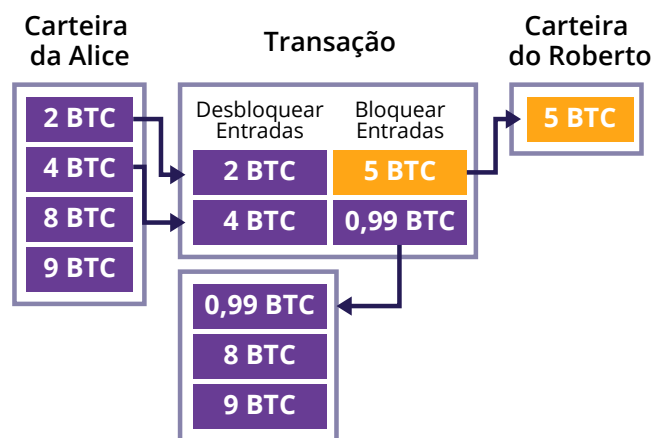 Carteira
da Alice
2 BTC
4 BTC
8 BTC
9 BTC
Transação
Desbloquear
Entradas
Bloquear
Entradas
2 BTC
5 BTC
4 BTC
0,99 BTC
Carteira
do Roberto
5 BTC
0,99 BTC
8 BTC
9 BTC